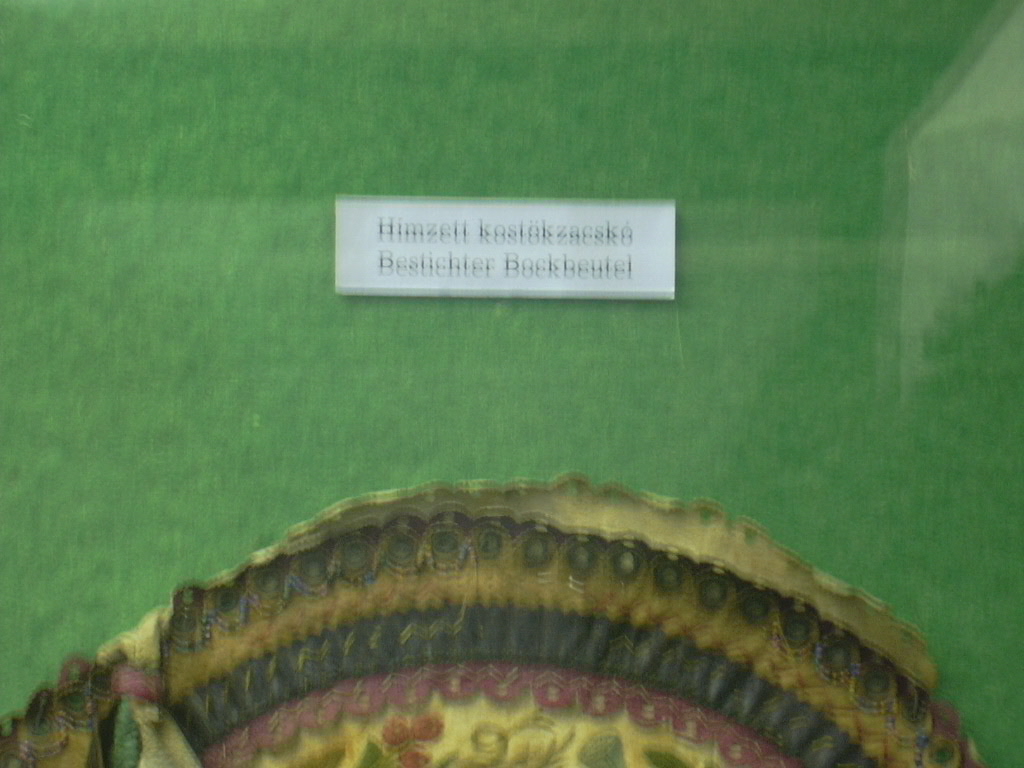 Hímzett kostökzacskó
Bestichter Bockbeutel